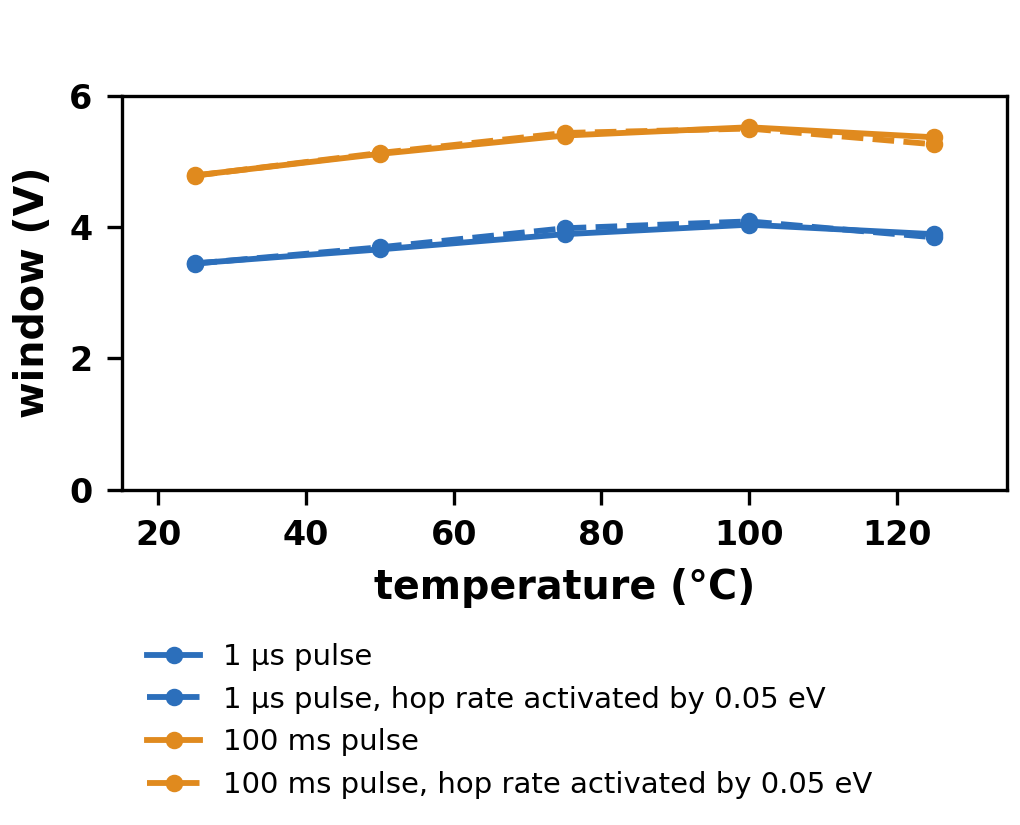 6
4
2
0
window (V)
20 40 60 80 100 120
temperature (°C)
1 µs pulse
1 µs pulse, hop rate activated by 0.05 eV
100 ms pulse
100 ms pulse, hop rate activated by 0.05 eV